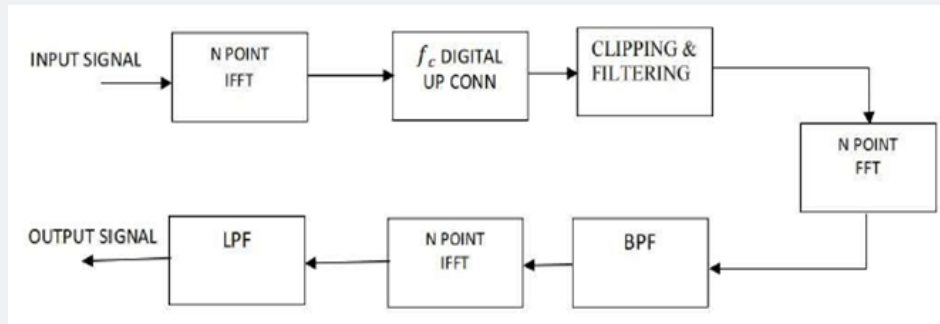 INPUT SIGNAL
N POINT
IFFT
f_c DIGITAL
UP CONN
CLIPPING &
FILTERING
N POINT
FFT
OUTPUT SIGNAL
LPF
N POINT
IFFT
BPF